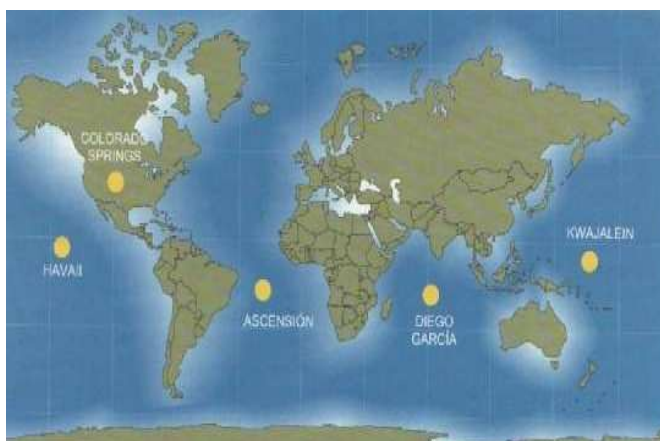 COLORADO
SPRINGS
HAVAII
ASCENSIÓN
DIEGO
GARCÍA
KWAJALEIN